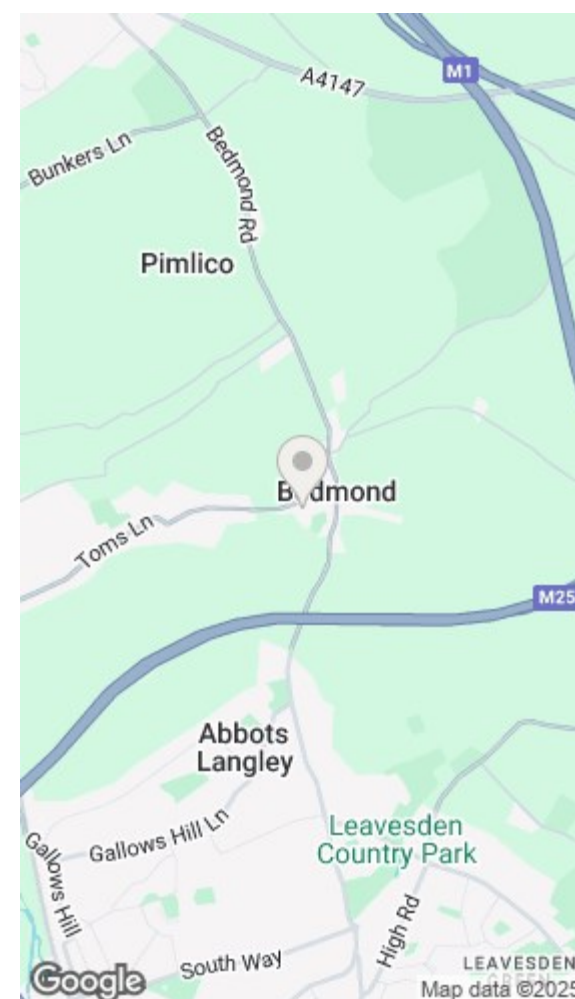 M1
A4147
Bunkers Ln
Bedmond Rd
Pimlico
Bedmond
Toms Ln
M25
Abbots
Langley
Gallows Hill Ln
Leavesden
Country Park
Gallows Hill
High Rd
South Way
LEAVESDEN
GREEN
Google
Map data ©2025